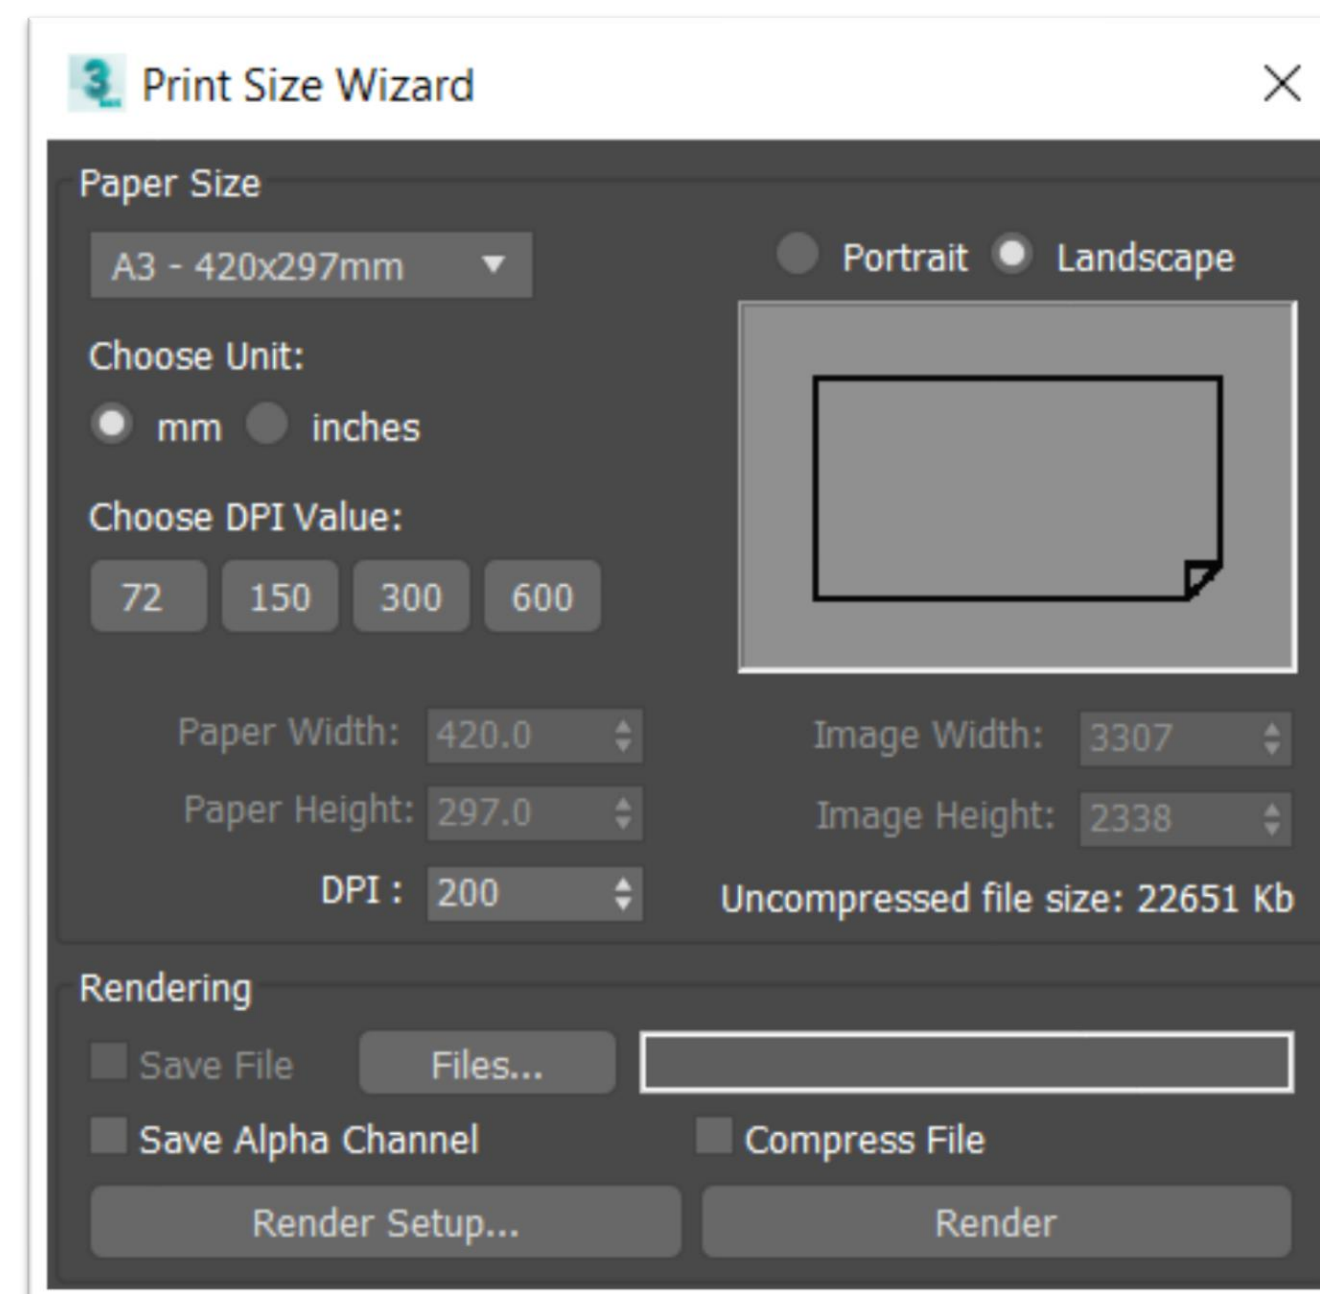 Print Size Wizard
Paper Size
A3 - 420x297mm
Portrait Landscape
Choose Unit:
mm inches
Choose DPI Value:
72 150 300 600
Paper Width: 420.0 Image Width: 3307
Paper Height: 297.0 Image Height: 2338
DPI : 200 Uncompressed file size: 22651 Kb
Rendering
Save File Files...
Save Alpha Channel Compress File
Render Setup... Render